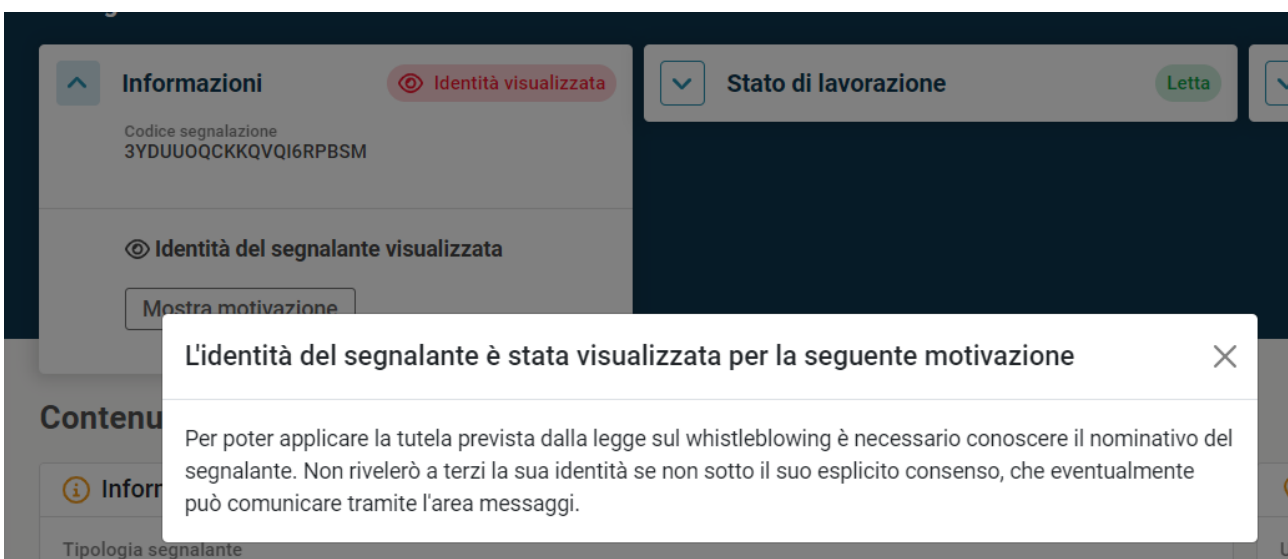 Informazioni
Identità visualizzata
Stato di lavorazione
Letta
Codice segnalazione
3YDUUOQCKKQVQI6RPBSM
Identità del segnalante visualizzata
Mostra motivazione
L'identità del segnalante è stata visualizzata per la seguente motivazione
Per poter applicare la tutela prevista dalla legge sul whistleblowing è necessario conoscere il nominativo del
segnalante. Non rivelerò a terzi la sua identità se non sotto il suo esplicito consenso, che eventualmente
può comunicare tramite l'area messaggi.
Contenu
Inforr
Tipologia segnalante